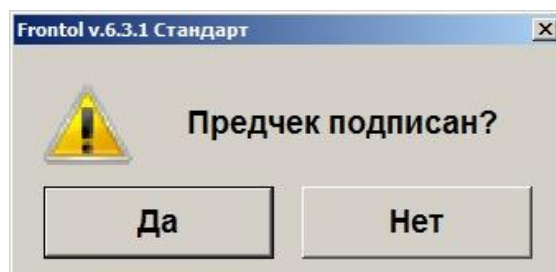 Frontol v.6.3.1 Стандарт
Предчек подписан?
Да
Нет